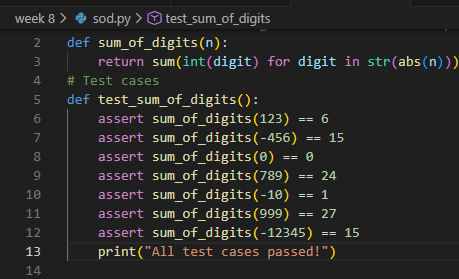 week 8 > sod.py > test_sum_of_digits
2 def sum_of_digits(n):
3 return sum(int(digit) for digit in str(abs(n)))
4 # Test cases
5 def test_sum_of_digits():
6 assert sum_of_digits(123) == 6
7 assert sum_of_digits(-456) == 15
8 assert sum_of_digits(0) == 0
9 assert sum_of_digits(789) == 24
10 assert sum_of_digits(-10) == 1
11 assert sum_of_digits(999) == 27
12 assert sum_of_digits(-12345) == 15
13 print("All test cases passed!")
14